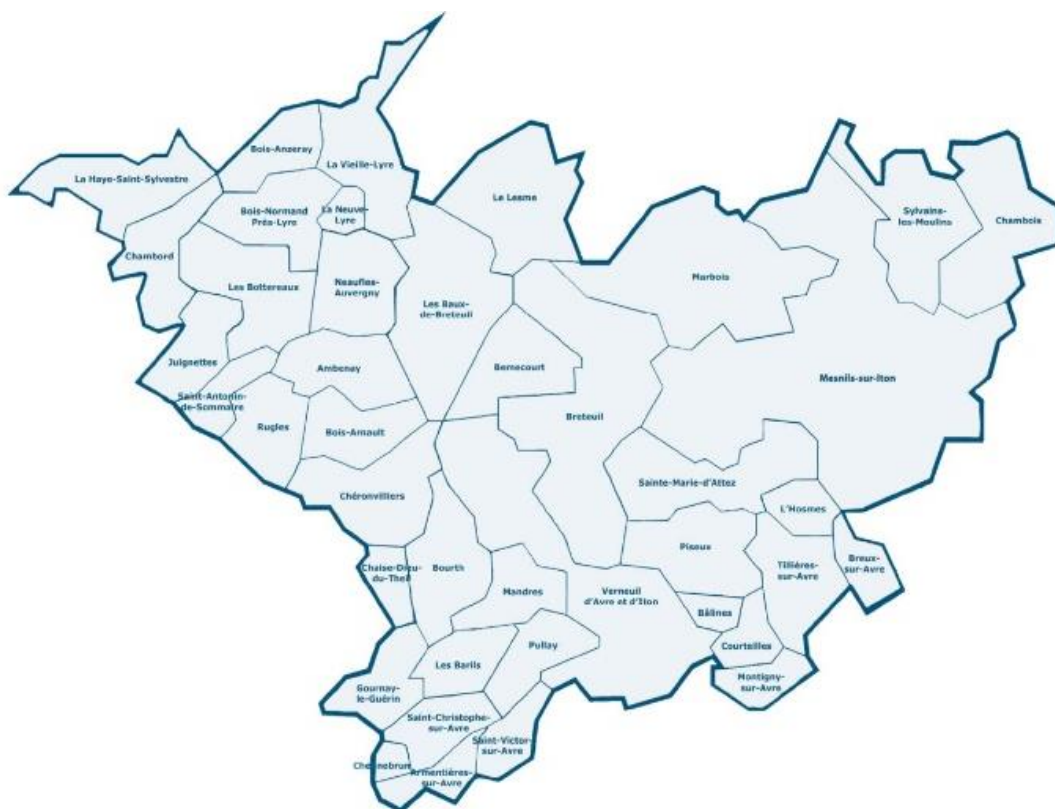 Bois-Anzeray
La Vieille-Lyre
La Haye-Saint-Sylvestre
Le Lesme
Bois-Normand
Prés-Lyre
La Neuve-
Lyre
Sylvains-
les-Moulins
Chambois
Chambord
Marbois
Les Bottereaux
Neaufles-
Auvergny
Les Baux-
de-Breteuil
Juignettes
Ambenay
Bemecourt
Mesnils-sur-Iton
Saint-Antonin-
de-Sommaire
Breteuil
Rugles
Bois-Arnault
Sainte-Marie-d'Attez
Chéronvilliers
L'Hosmes
Piseux
Chaise-Dieu-
du-Theil
Bourth
Tillières-
sur-Avre
Breux-
sur-Avre
Mandres
Verneuil
d'Avre et d'Iton
Bâlines
Pullay
Courteilles
Les Barils
Montigny-
sur-Avre
Gournay-
le-Guérin
Saint-Christophe-
sur-Avre
Saint-Victor-
sur-Avre
Chennebrun
Armentières-
sur-Avre